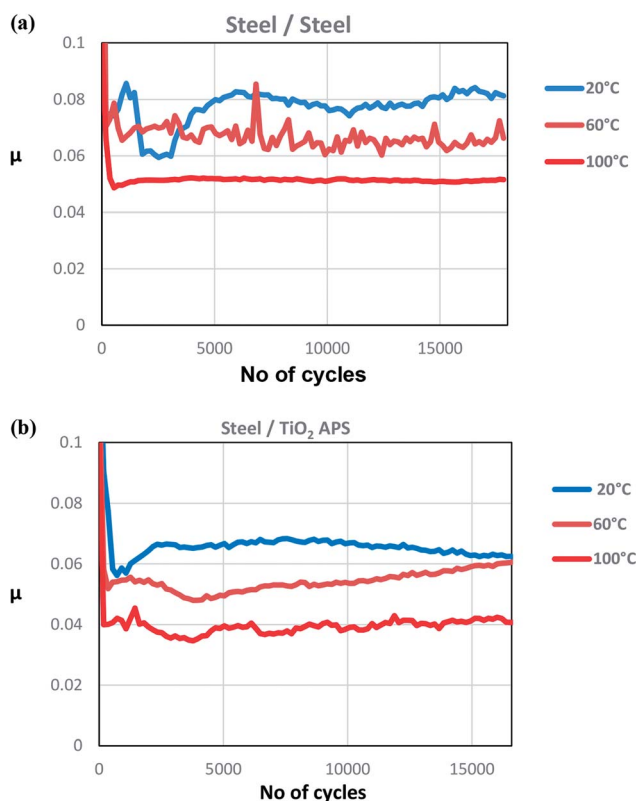 (a)
Steel / Steel
0.1
0.08
0.06
0.04
0.02
0
μ
0
5000
10000
15000
No of cycles
20°C
60°C
100°C
(b)
Steel / TiO₂ APS
0.1
0.08
0.06
0.04
0.02
0
μ
0
5000
10000
15000
No of cycles
20°C
60°C
100°C